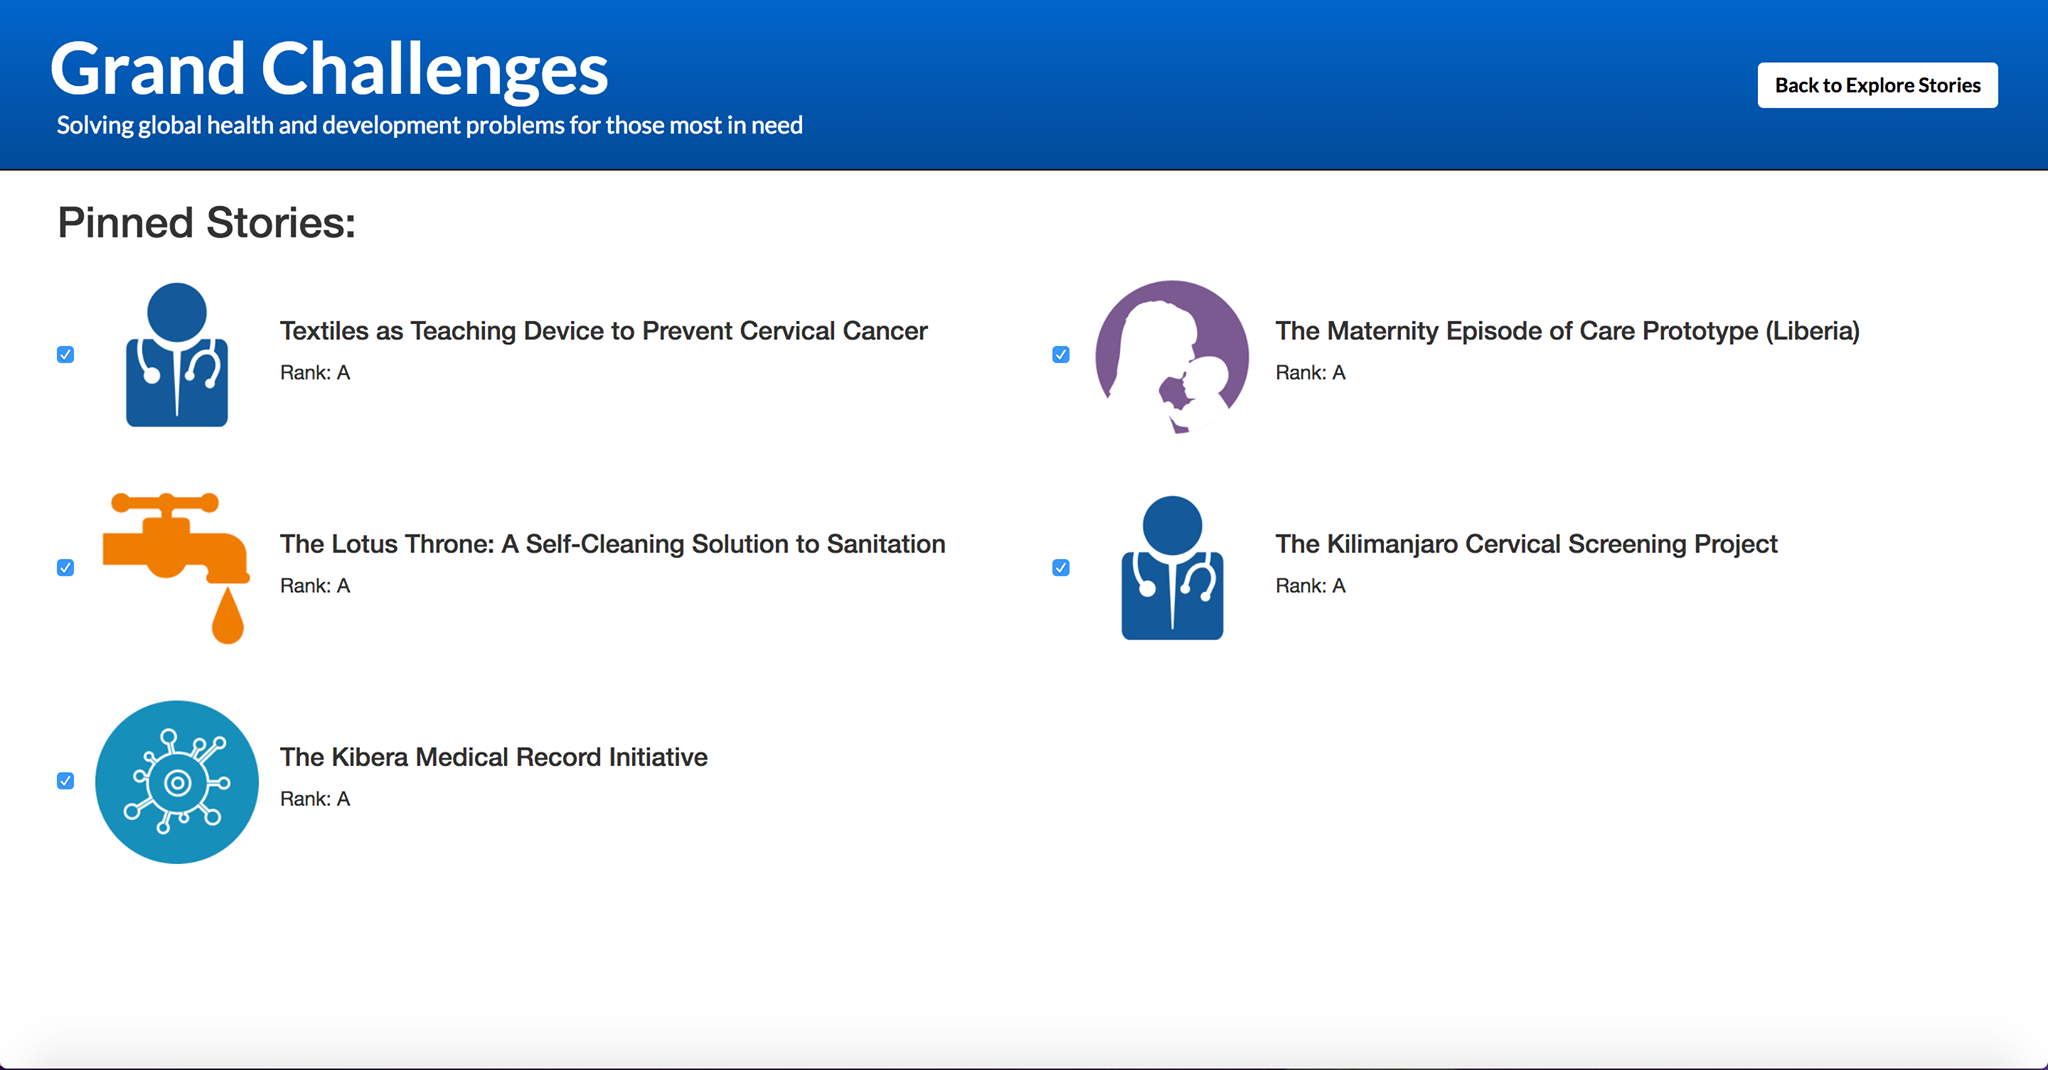 Grand Challenges
Solving global health and development problems for those most in need
Back to Explore Stories
Pinned Stories:
Textiles as Teaching Device to Prevent Cervical Cancer
Rank: A
The Maternity Episode of Care Prototype (Liberia)
Rank: A
The Lotus Throne: A Self-Cleaning Solution to Sanitation
Rank: A
The Kilimanjaro Cervical Screening Project
Rank: A
The Kibera Medical Record Initiative
Rank: A